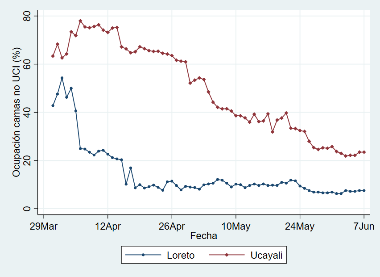 Ocupación camas no UCI (%)
80
60
40
20
0
29Mar 12Apr 26Apr 10May 24May 7Jun
Fecha
Loreto Ucayali